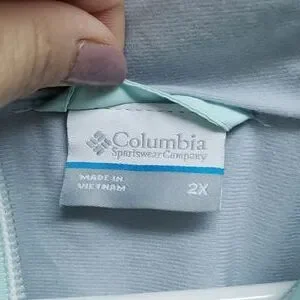 Columbia
Sportswear Company
MADE IN
VIETNAM 2X